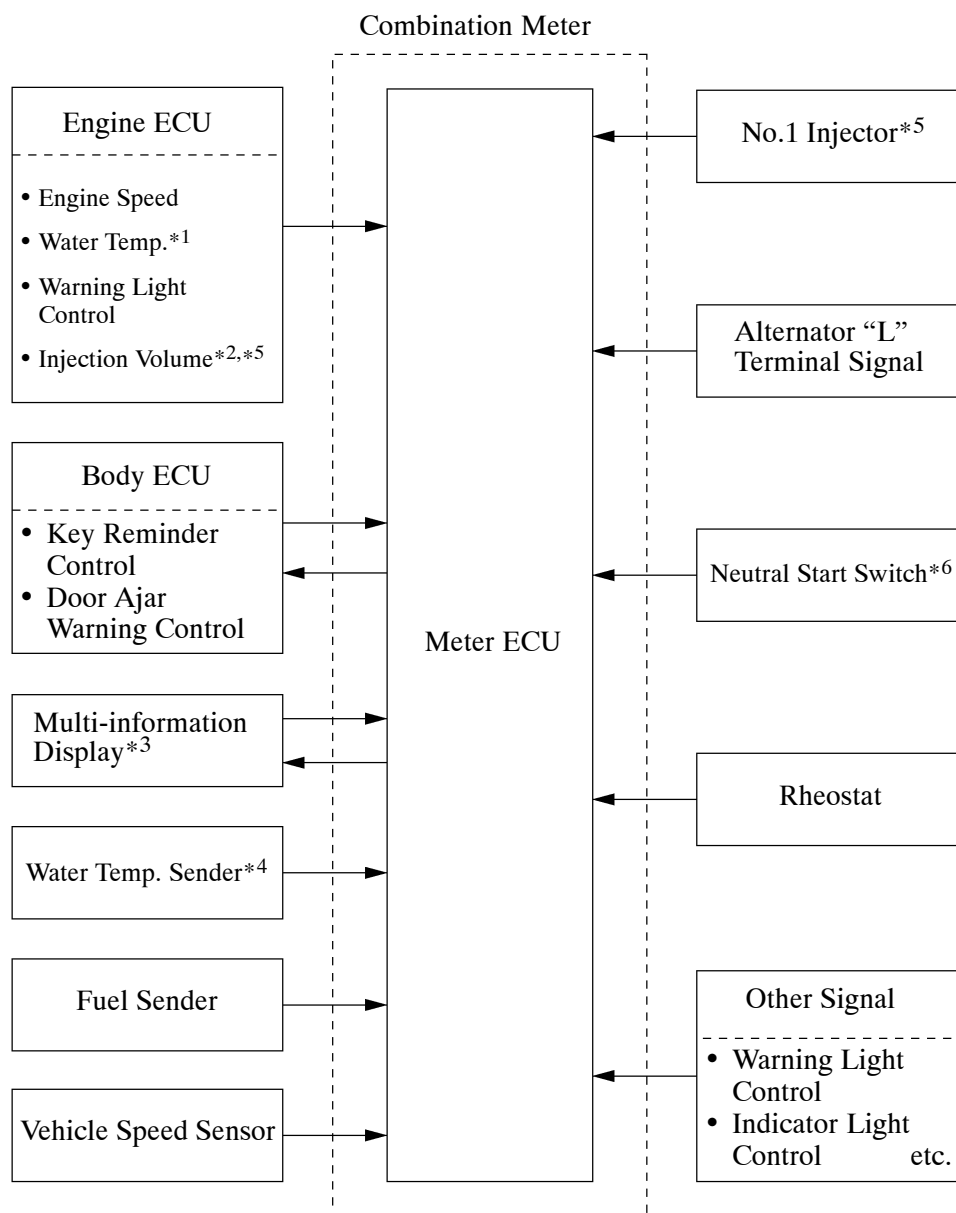 Combination Meter
Engine ECU
• Engine Speed
• Water Temp.*1
• Warning Light
Control
• Injection Volume*2,*5
Body ECU
• Key Reminder
Control
• Door Ajar
Warning Control
Multi-information
Display*3
Water Temp. Sender*4
Fuel Sender
Vehicle Speed Sensor
Meter ECU
No.1 Injector*5
Alternator “L”
Terminal Signal
Neutral Start Switch*6
Rheostat
Other Signal
• Warning Light
Control
• Indicator Light
Control etc.